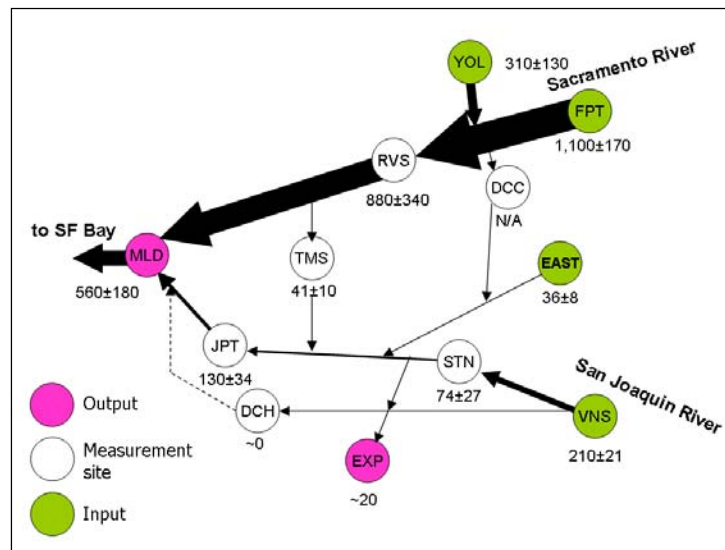 YOL
310±130
Sacramento River
FPT
1,100±170
RVS
880±340
DCC
N/A
to SF Bay
MLD
560±180
TMS
41±10
EAST
36±8
JPT
130±34
STN
74±27
San Joaquin River
DCH
~0
VNS
210±21
EXP
~20
Output
Measurement
site
Input